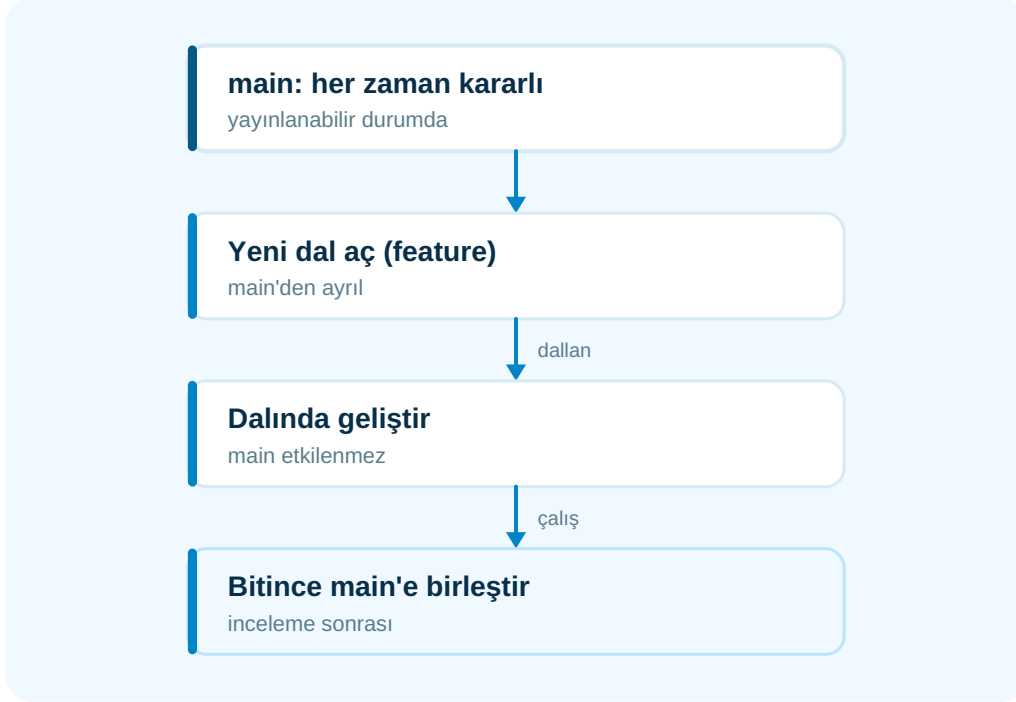 main: her zaman kararlı
yayınlanabilir durumda
Yeni dal aç (feature)
main'den ayrıl
dallan
Dalında geliştir
main etkilenmez
çalış
Bitince main'e birleştir
inceleme sonrası